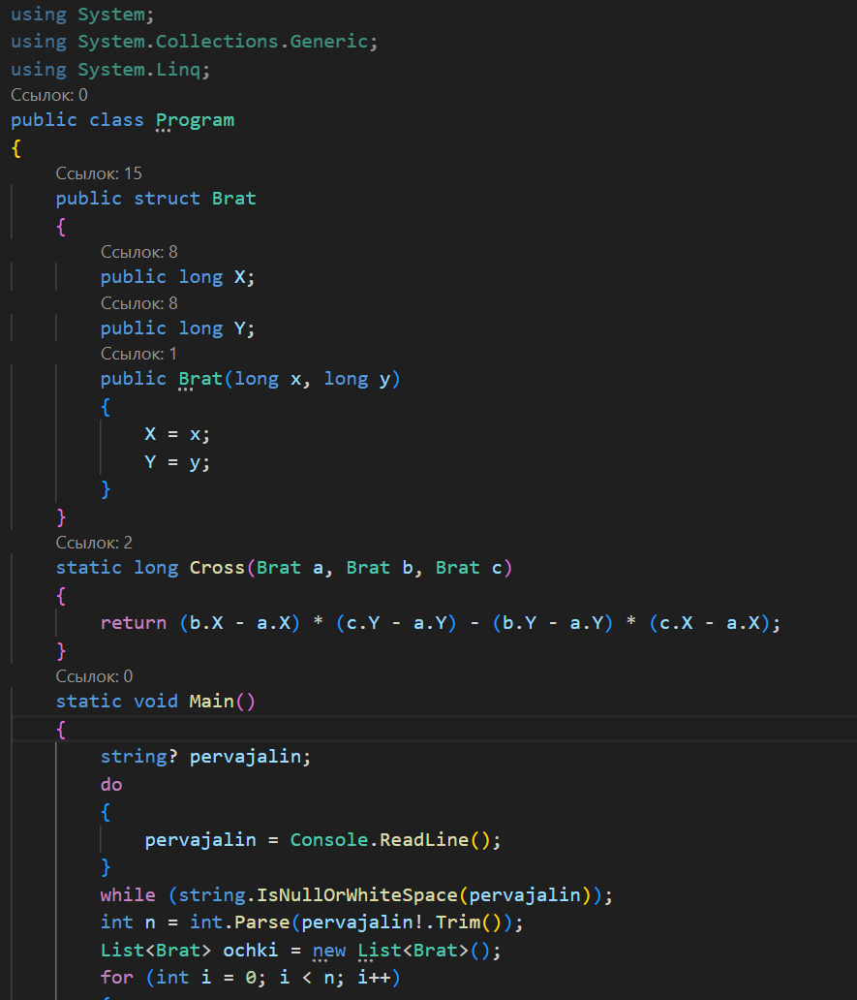 using System;
using System.Collections.Generic;
using System.Linq;
Ссылок: 0
public class Program
{
Ссылок: 15
public struct Brat
{
Ссылок: 8
public long X;
Ссылок: 8
public long Y;
Ссылок: 1
public Brat(long x, long y)
{
X = x;
Y = y;
}
}
Ссылок: 2
static long Cross(Brat a, Brat b, Brat c)
{
return (b.X - a.X) * (c.Y - a.Y) - (b.Y - a.Y) * (c.X - a.X);
}
Ссылок: 0
static void Main()
{
string? pervajalin;
do
{
pervajalin = Console.ReadLine();
}
while (string.IsNullOrWhiteSpace(pervajalin));
int n = int.Parse(pervajalin!.Trim());
List<Brat> ochki = new List<Brat>();
for (int i = 0; i < n; i++)